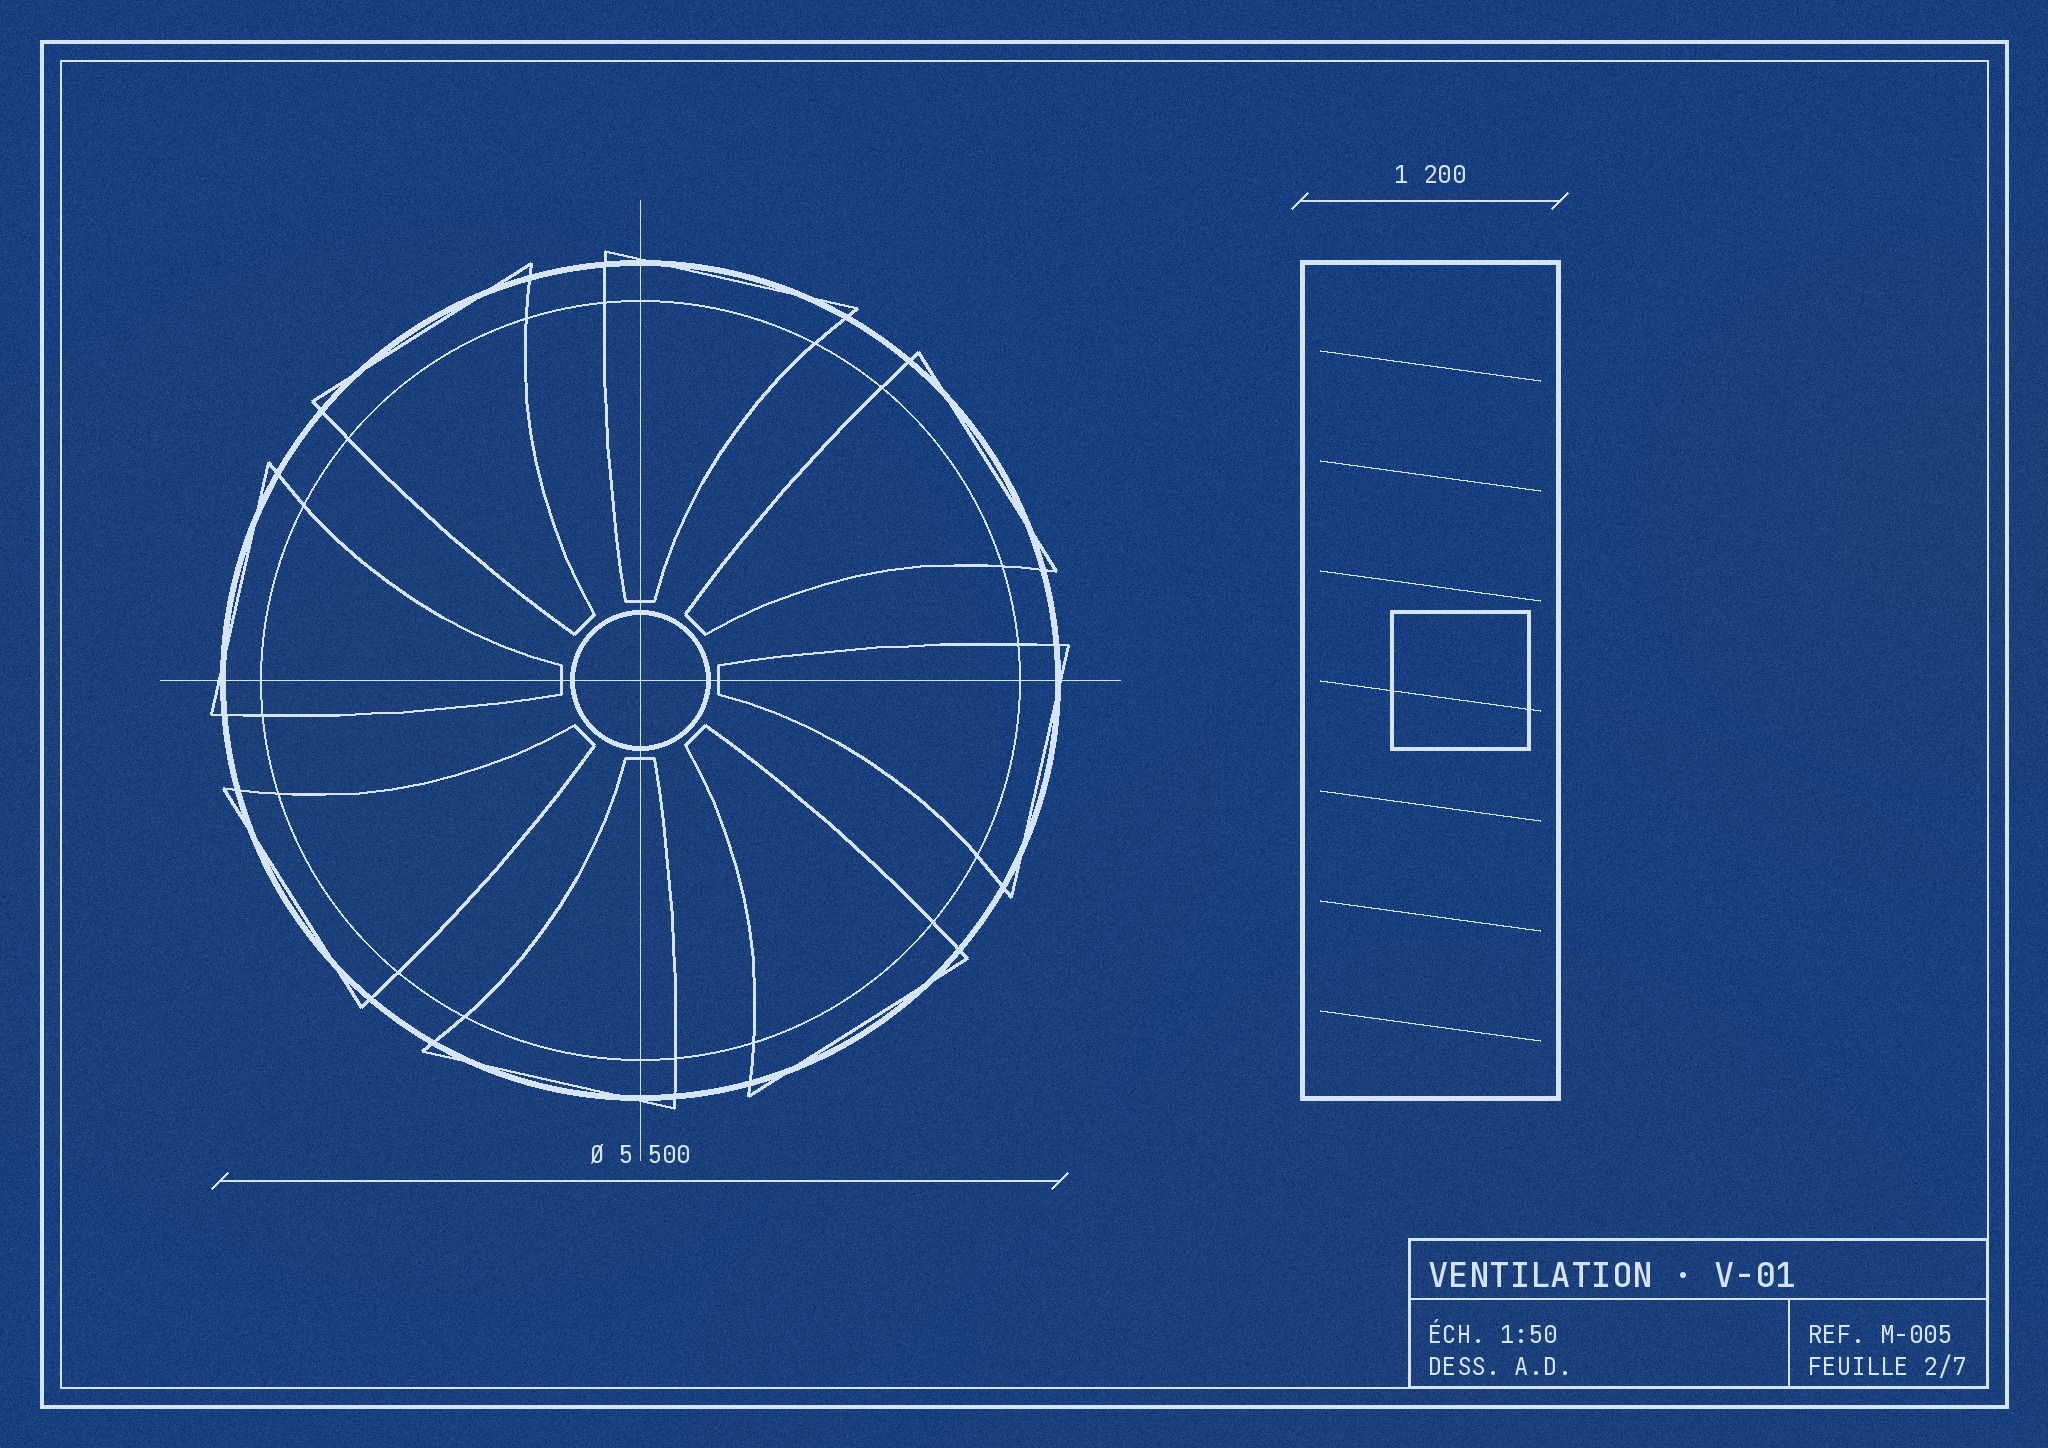 1 200
Ø 5 500
VENTILATION · V-01
ÉCH. 1:50
DESS. A.D.
REF. M-005
FEUILLE 2/7